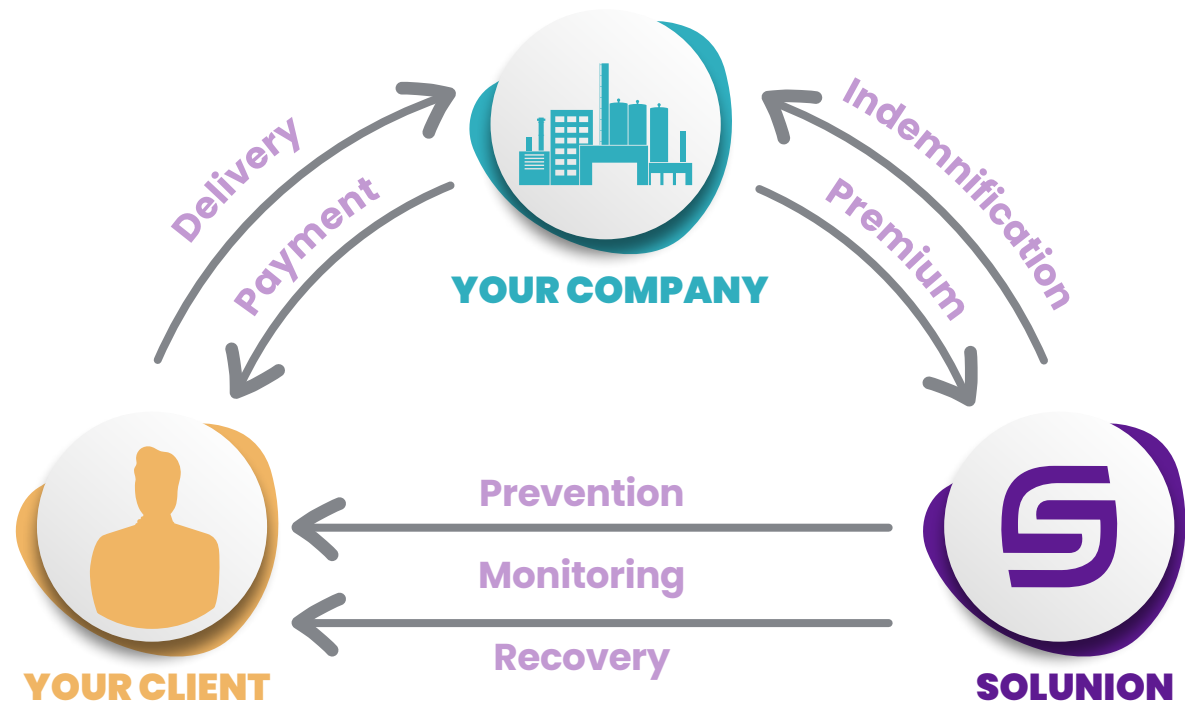 Delivery
Payment
Indemnification
Premium
YOUR COMPANY
Prevention
Monitoring
Recovery
YOUR CLIENT
SOLUNION